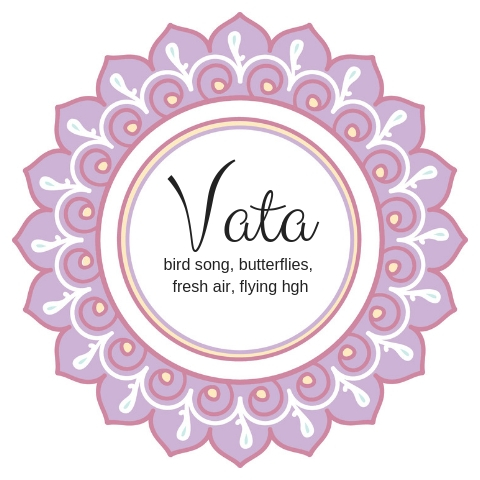 Vata
bird song, butterflies,
fresh air, flying hgh